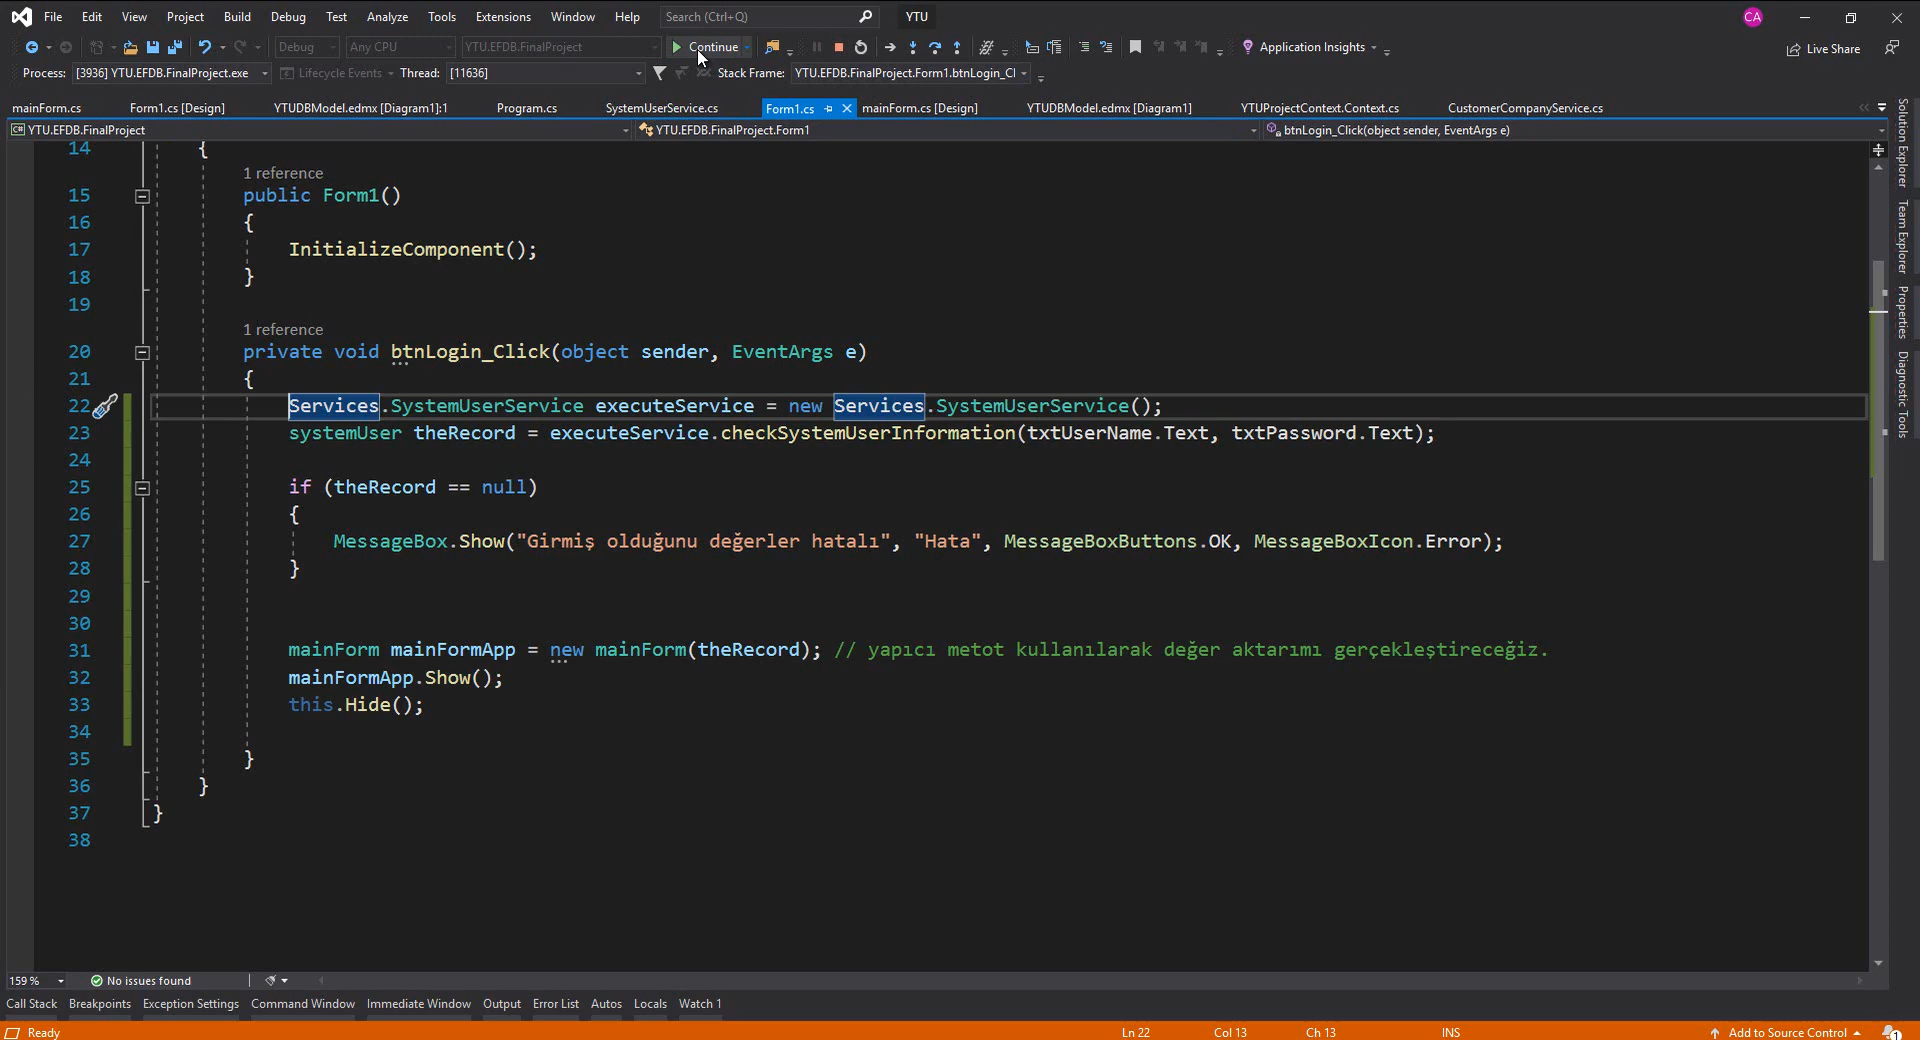 File Edit View Project Build Debug Test Analyze Tools Extensions Window Help Search (Ctrl+Q) YTU CA
Debug Any CPU YTU.EFDB.FinalProject Continue Application Insights Live Share
Process: [3936] YTU.EFDB.FinalProject.exe Lifecycle Events Thread: [11636] Stack Frame: YTU.EFDB.FinalProject.Form1.btnLogin_Cl
mainForm.cs Form1.cs [Design] YTUDBModel.edmx [Diagram1]:1 Program.cs SystemUserService.cs Form1.cs mainForm.cs [Design] YTUDBModel.edmx [Diagram1] YTUProjectContext.Context.cs CustomerCompanyService.cs
C# YTU.EFDB.FinalProject YTU.EFDB.FinalProject.Form1 btnLogin_Click(object sender, EventArgs e)
14 {
1 reference
15 public Form1()
16 {
17 InitializeComponent();
18 }
19
1 reference
20 private void btnLogin_Click(object sender, EventArgs e)
21 {
22 Services.SystemUserService executeService = new Services.SystemUserService();
23 systemUser theRecord = executeService.checkSystemUserInformation(txtUserName.Text, txtPassword.Text);
24
25 if (theRecord == null)
26 {
27 MessageBox.Show("Girmiş olduğunu değerler hatalı", "Hata", MessageBoxButtons.OK, MessageBoxIcon.Error);
28 }
29
30
31 mainForm mainFormApp = new mainForm(theRecord); // yapıcı metot kullanılarak değer aktarımı gerçekleştireceğiz.
32 mainFormApp.Show();
33 this.Hide();
34
35 }
36 }
37 }
38
Solution Explorer
Team Explorer
Properties
Diagnostic Tools
159 % No issues found
Call Stack Breakpoints Exception Settings Command Window Immediate Window Output Error List Autos Locals Watch 1
Ready Ln 22 Col 13 Ch 13 INS Add to Source Control 1